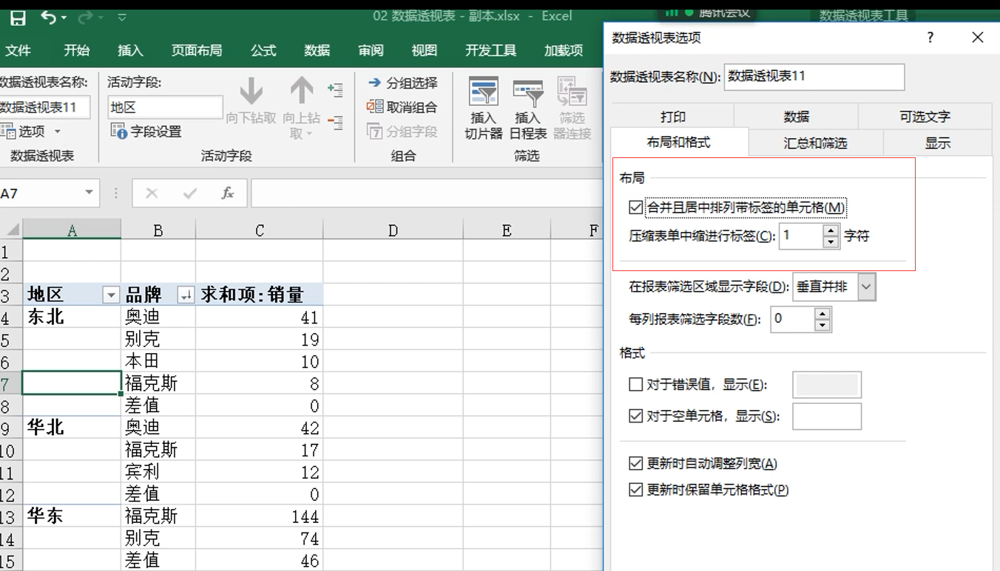 02 数据透视表 - 副本.xlsx - Excel
腾讯会议
数据透视表工具
文件 开始 插入 页面布局 公式 数据 审阅 视图 开发工具 加载项
数据透视表名称:
数据透视表11
选项
数据透视表
活动字段:
地区
字段设置
向下钻取
向上钻
取
活动字段
分组选择
取消组合
分组字段
组合
插入
切片器
插入
日程表
筛选
器连接
筛选
A7
fx
A B C D E F
1
2
3 地区 品牌 求和项:销量
4 东北 奥迪 41
5 别克 19
6 本田 10
7 福克斯 8
8 差值 0
9 华北 奥迪 42
10 福克斯 17
11 宾利 12
12 差值 0
13 华东 福克斯 144
14 别克 74
15 差值 46
数据透视表选项 ?
数据透视表名称(N): 数据透视表11
打印 数据 可选文字
布局和格式 汇总和筛选 显示
布局
合并且居中排列带标签的单元格(M)
压缩表单中缩进行标签(C): 1 字符
在报表筛选区域显示字段(D): 垂直并排
每列报表筛选字段数(F): 0
格式
对于错误值，显示(E):
对于空单元格，显示(S):
更新时自动调整列宽(A)
更新时保留单元格格式(P)